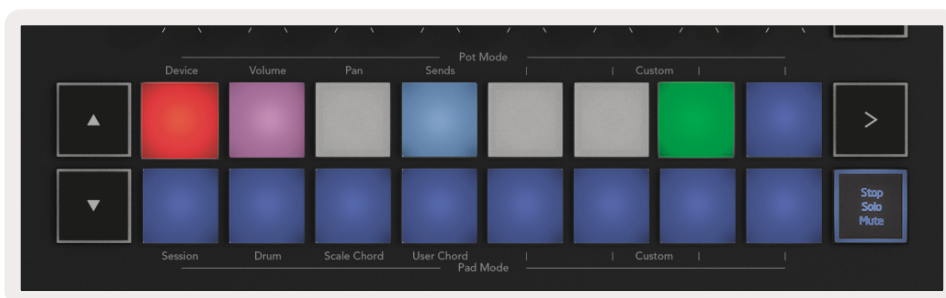 Pot Mode
Device Volume Pan Sends Custom
Stop
Solo
Mute
Session Drum Scale Chord User Chord Custom
Pad Mode